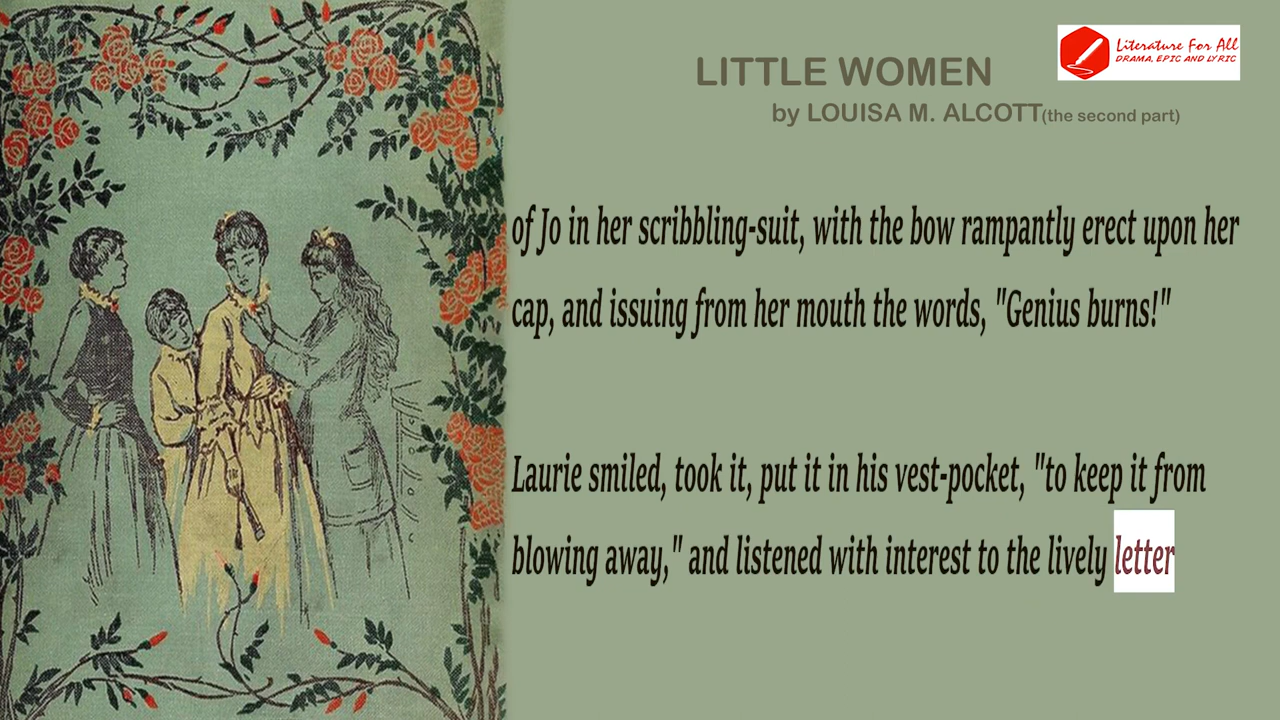 LITTLE WOMEN
by LOUISA M. ALCOTT(the second part)
Literature For All
DRAMA, EPIC AND LYRIC
of Jo in her scribbling-suit, with the bow rampantly erect upon her
cap, and issuing from her mouth the words, "Genius burns!"
Laurie smiled, took it, put it in his vest-pocket, "to keep it from
blowing away," and listened with interest to the lively letter